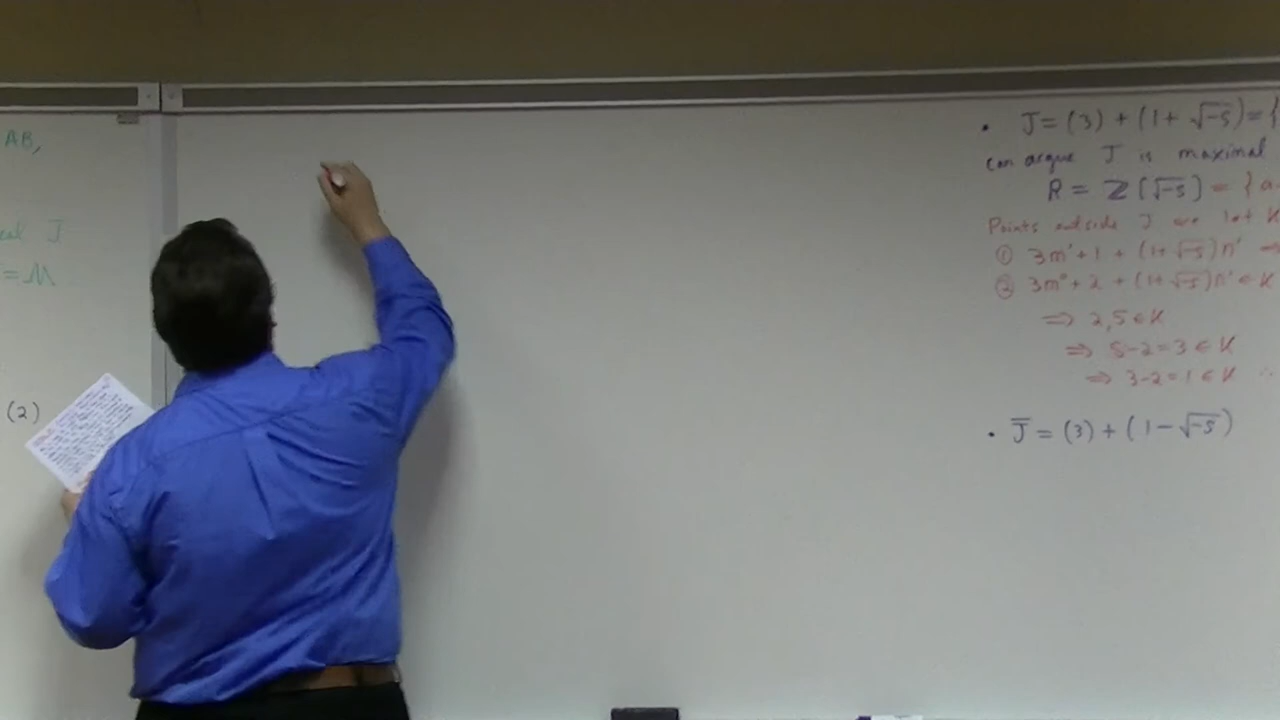 AB,
J
= M
(2)
• J = (3) + (1 + √-5) = {
can argue J is maximal
R = ℤ[√-5] = { a
Points outside J are let K
① 3m' + 1 + (1+√-5)n' ⇒
② 3m' + 2 + (1+√-5)n' ∈ K
⇒ 2,5 ∈ K
⇒ 5-2 = 3 ∈ K
⇒ 3-2 = 1 ∈ K ∴
• J̅ = (3) + (1 - √-5)